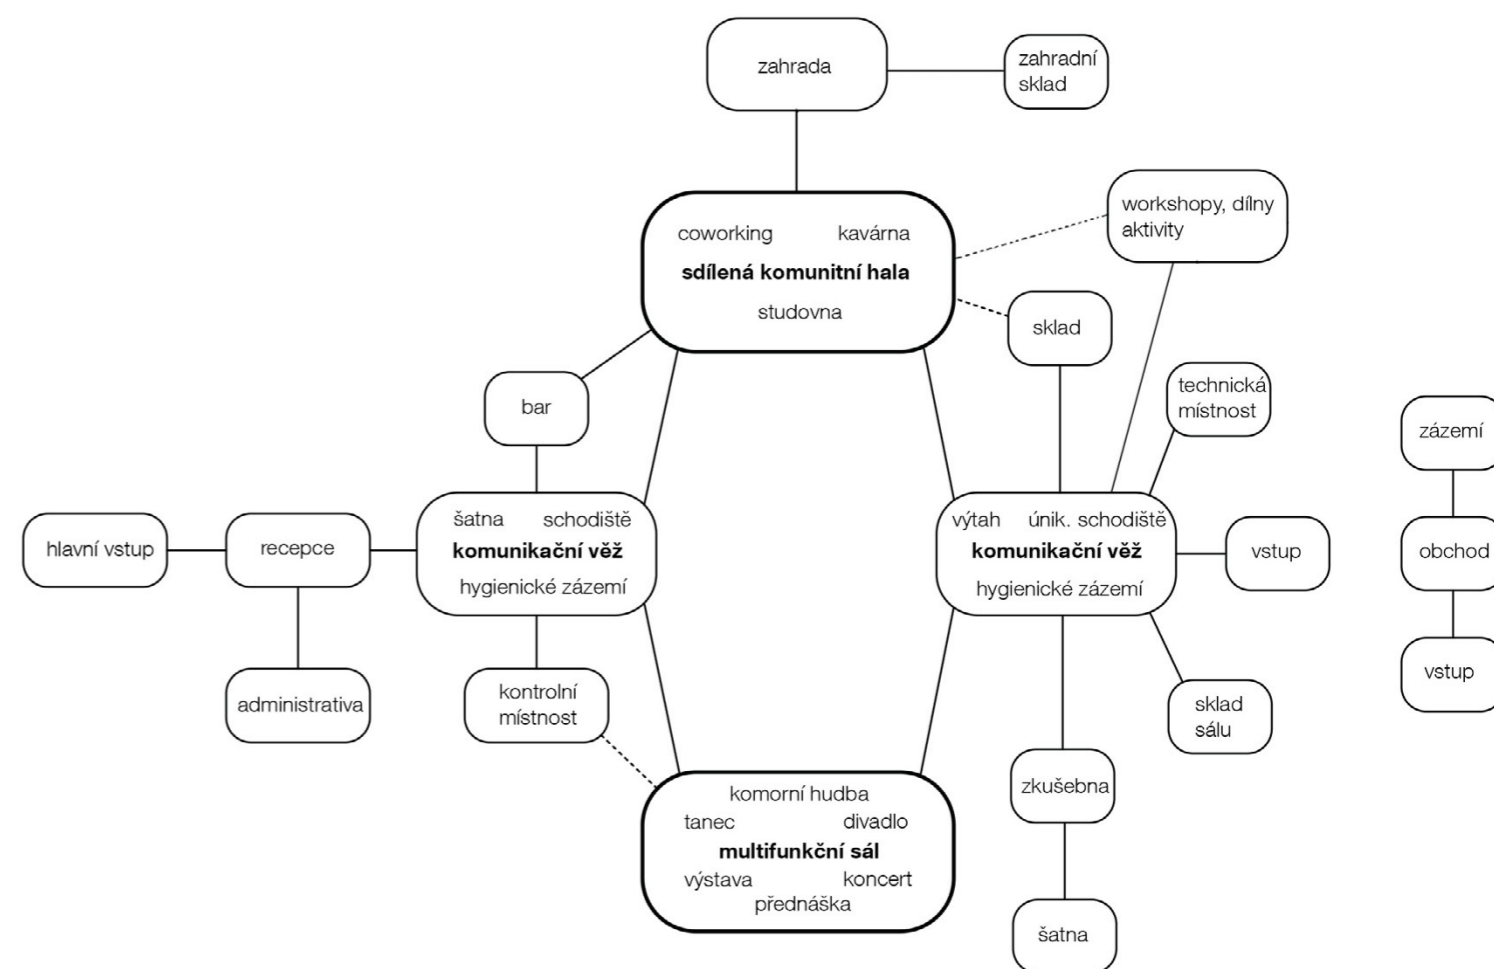 zahrada
zahradní
sklad
workshopy, dílny
aktivity
coworking
kavárna
sdílená komunitní hala
studovna
sklad
bar
technická
místnost
zázemí
hlavní vstup
recepce
šatna
schodiště
komunikační věž
hygienické zázemí
výtah
únik. schodiště
komunikační věž
hygienické zázemí
vstup
obchod
administrativa
kontrolní
místnost
sklad
sálu
vstup
komorní hudba
tanec
divadlo
multifunkční sál
výstava
koncert
přednáška
zkušebna
šatna